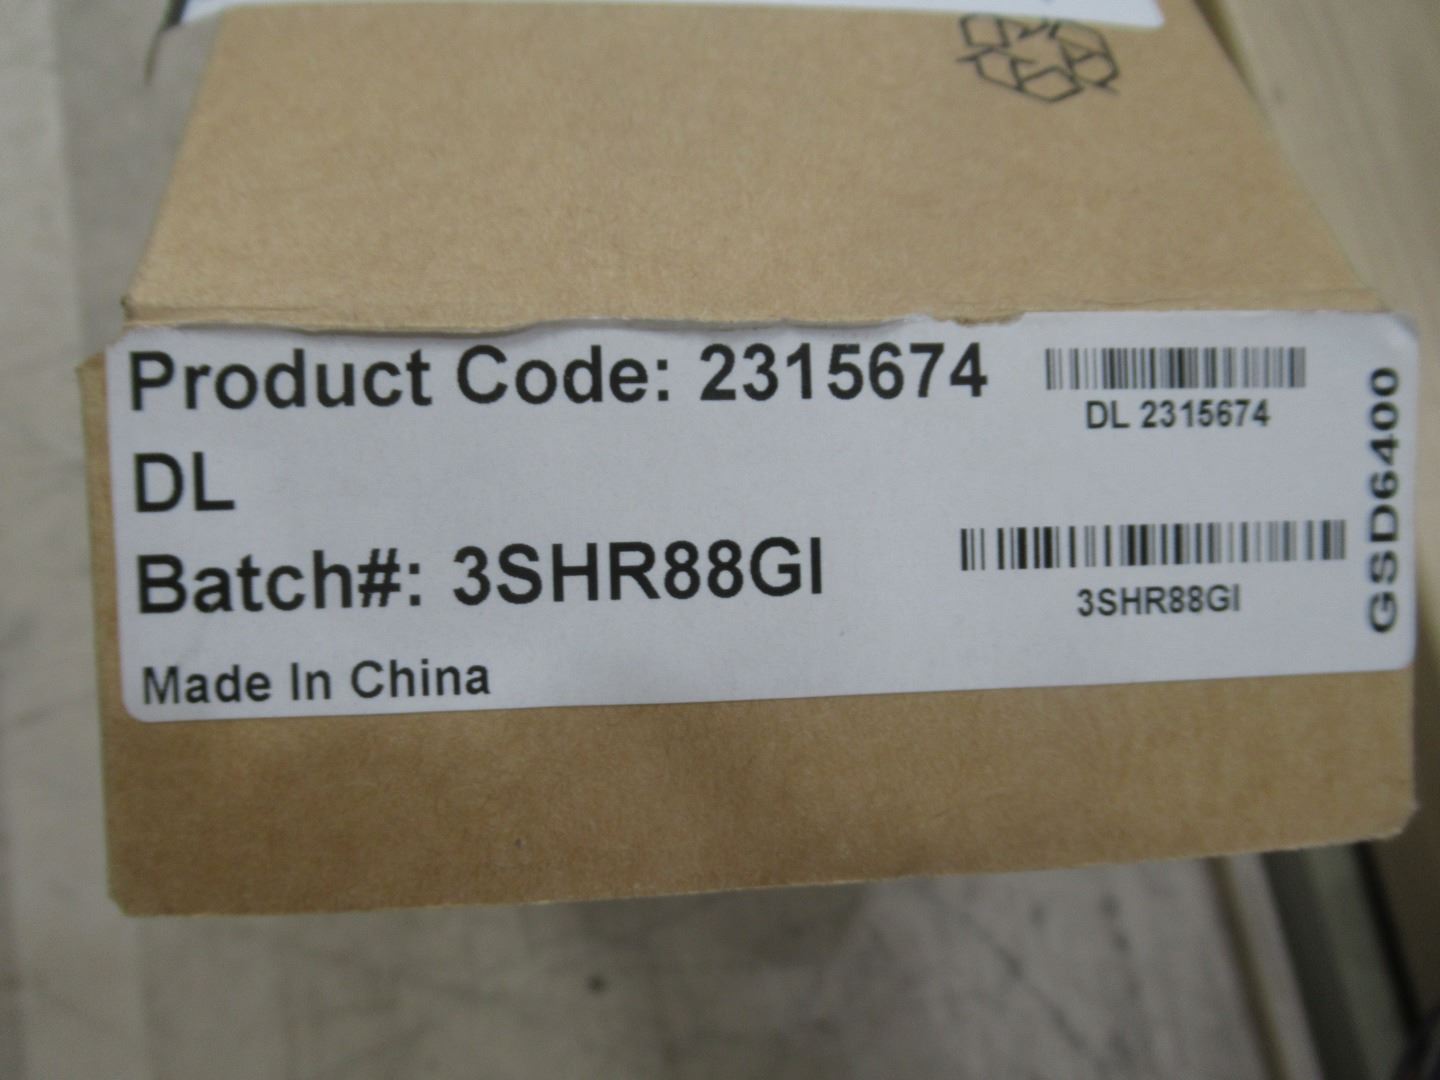 Product Code: 2315674
DL
Batch#: 3SHR88GI
Made In China
DL 2315674
3SHR88GI
GSD6400